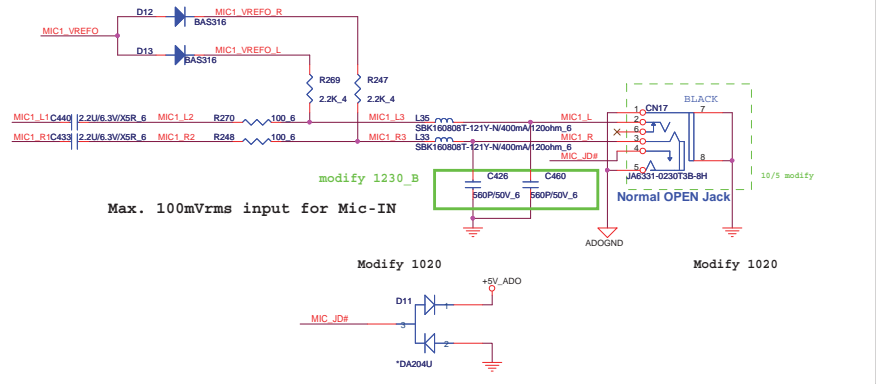 D12
MIC1_VREFO_R
BAS316
MIC1_VREFO
D13
MIC1_VREFO_L
BAS316
R269
R247
2.2K_4
2.2K_4
CN17
BLACK
7
1
MIC1_L1 C440 2.2U/6.3V/X5R_6 MIC1_L2 R270 100_6 MIC1_L3 L35 MIC1_L 2
SBK160808T-121Y-N/400mA/120ohm_6
6
MIC1_R1 C433 2.2U/6.3V/X5R_6 MIC1_R2 R248 100_6 MIC1_R3 L33 MIC1_R 3
SBK160808T-121Y-N/400mA/120ohm_6
4
MIC_JD#
8
5
JA6331-0230T3B-8H
10/5 modify
modify 1230_B
C426
C460
560P/50V_6
560P/50V_6
Normal OPEN Jack
Max. 100mVrms input for Mic-IN
ADOGND
Modify 1020
Modify 1020
+5V_ADO
D11
1
MIC_JD#
3
2
*DA204U